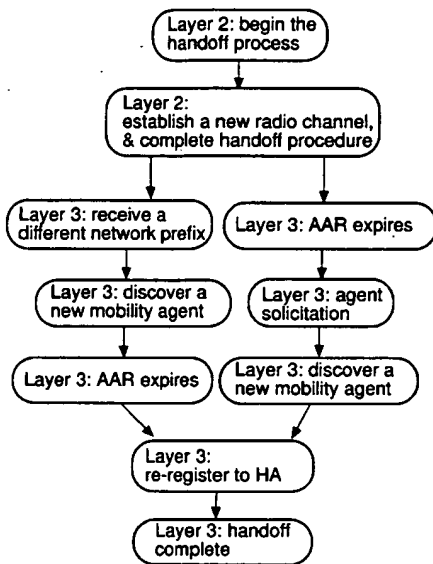 Layer 2: begin the
handoff process
Layer 2:
establish a new radio channel,
& complete handoff procedure
Layer 3: receive a
different network prefix
Layer 3: AAR expires
Layer 3: discover a
new mobility agent
Layer 3: agent
solicitation
Layer 3: AAR expires
Layer 3: discover a
new mobility agent
Layer 3:
re-register to HA
Layer 3: handoff
complete